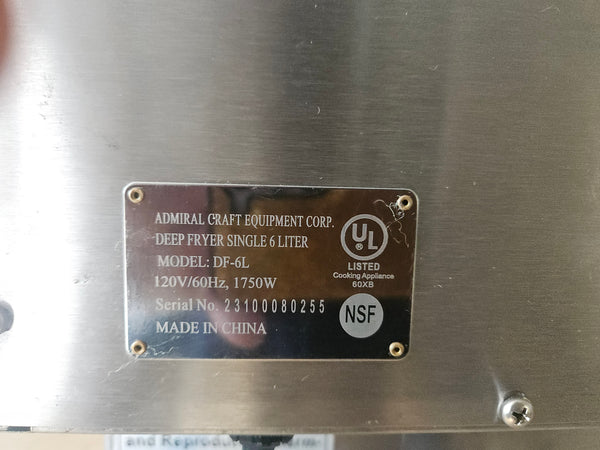 ADMIRAL CRAFT EQUIPMENT CORP.
DEEP FRYER SINGLE 6 LITER
MODEL: DF-6L
120V/60Hz, 1750W
Serial No. 23100080255
MADE IN CHINA
UL
LISTED
Cooking Appliance
60XB
NSF
and Reprodu